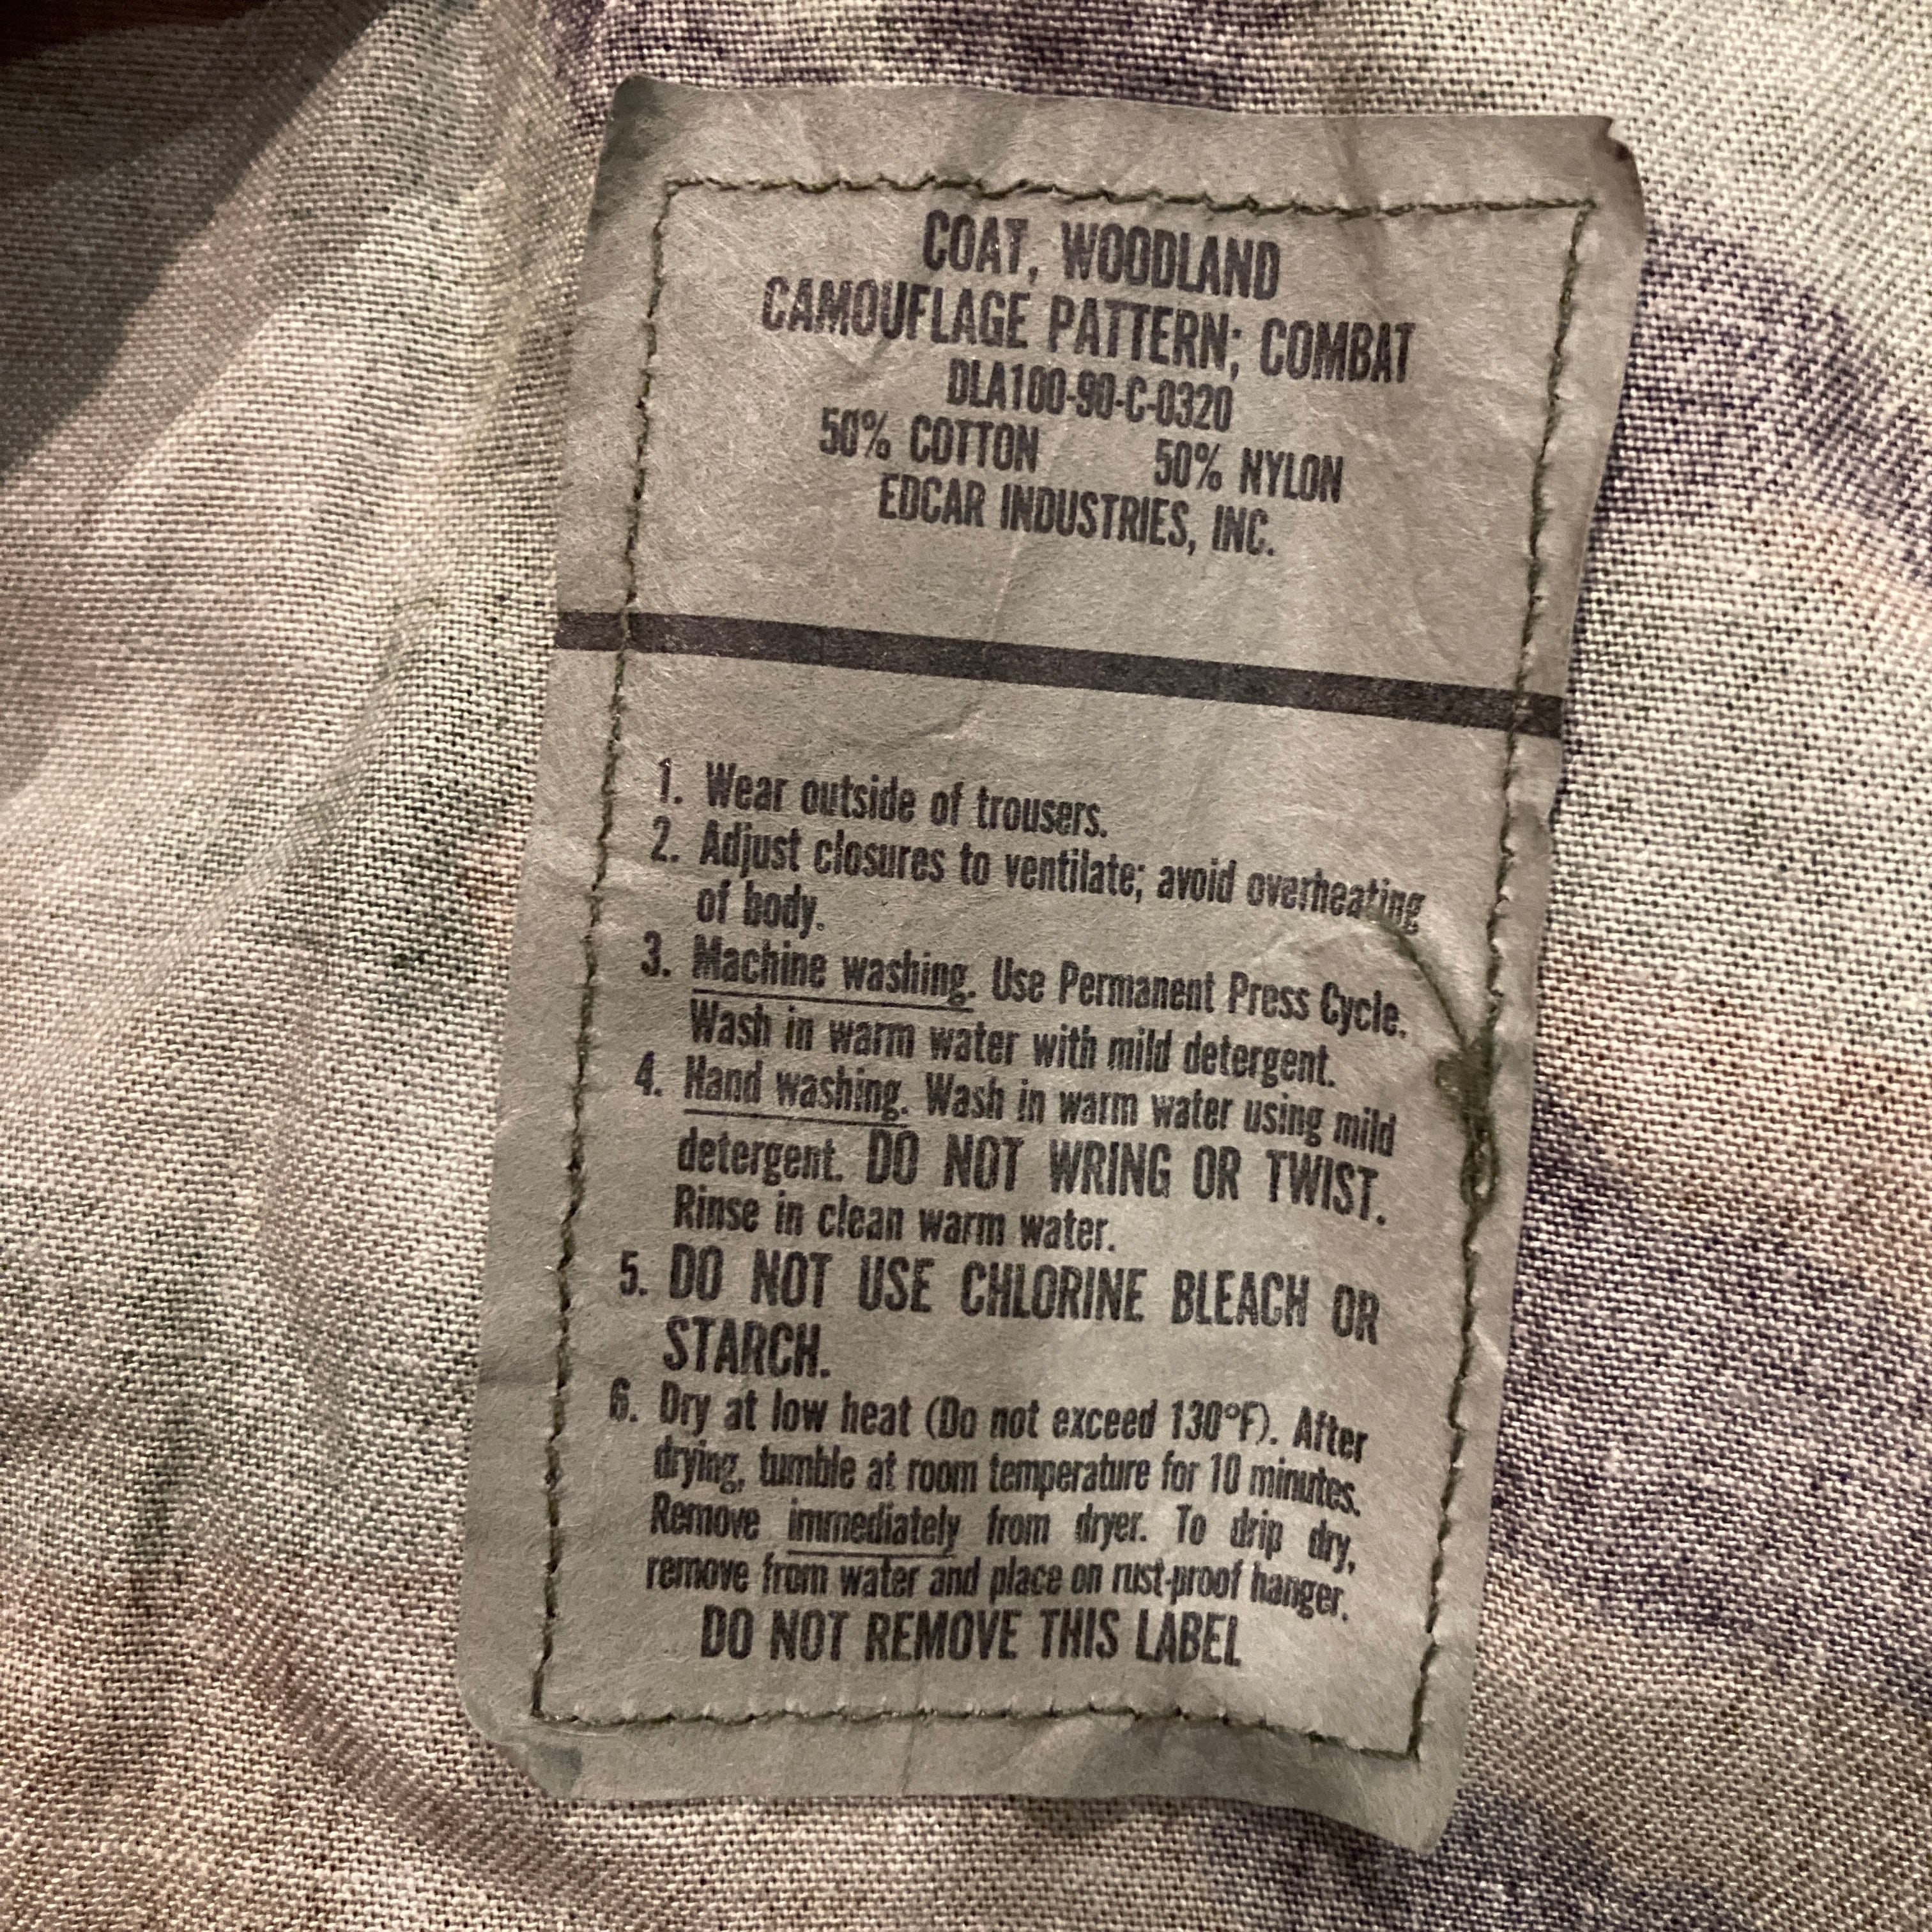 COAT, WOODLAND
CAMOUFLAGE PATTERN; COMBAT
DLA100-90-C-0320
50% COTTON 50% NYLON
EDCAR INDUSTRIES, INC.
1. Wear outside of trousers.
2. Adjust closures to ventilate; avoid overheating
of body.
3. Machine washing. Use Permanent Press Cycle.
Wash in warm water with mild detergent.
4. Hand washing. Wash in warm water using mild
detergent. DO NOT WRING OR TWIST.
Rinse in clean warm water.
5. DO NOT USE CHLORINE BLEACH OR
STARCH.
6. Dry at low heat (Do not exceed 130°F). After
drying, tumble at room temperature for 10 minutes.
Remove immediately from dryer. To drip dry,
remove from water and place on rust-proof hanger.
DO NOT REMOVE THIS LABEL